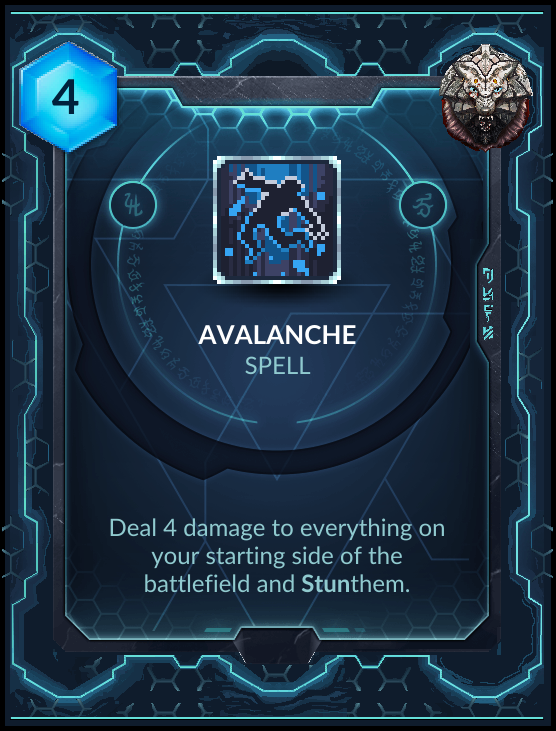 4
AVALANCHE
SPELL
Deal 4 damage to everything on
your starting side of the
battlefield and Stunthem.